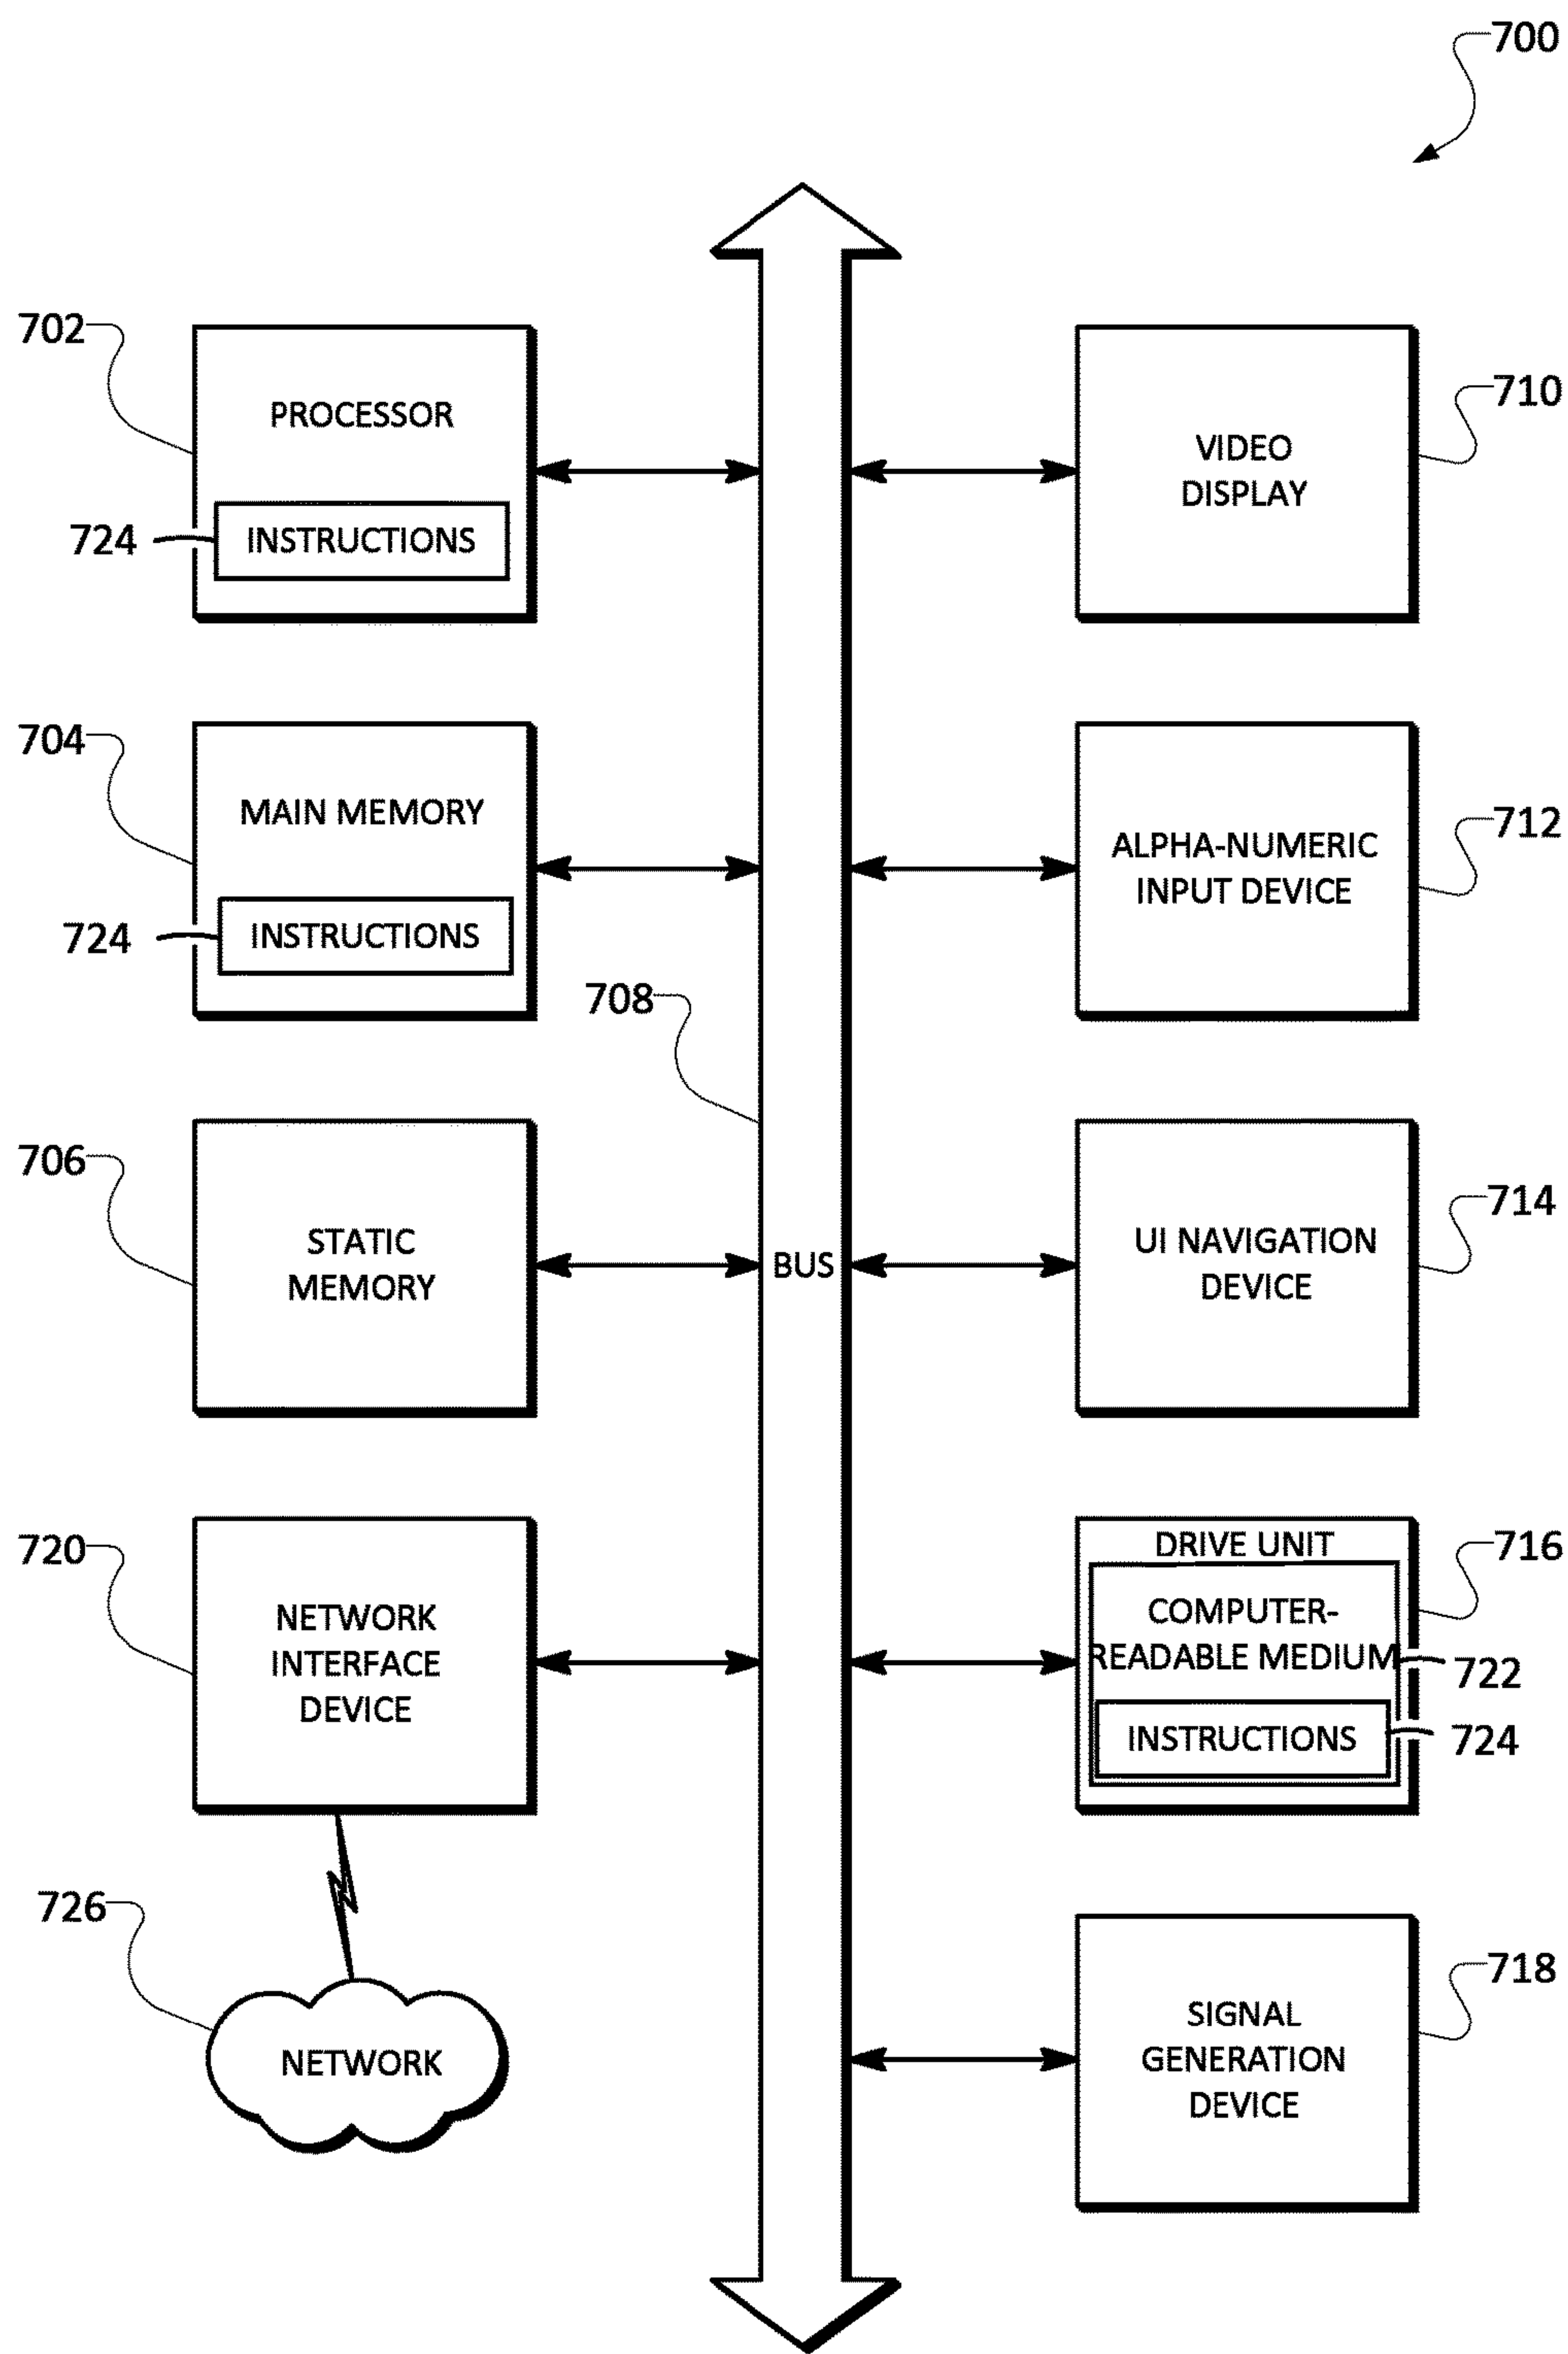 700
702
PROCESSOR
724
INSTRUCTIONS
710
VIDEO
DISPLAY
704
MAIN MEMORY
724
INSTRUCTIONS
712
ALPHA-NUMERIC
INPUT DEVICE
708
706
STATIC
MEMORY
BUS
714
UI NAVIGATION
DEVICE
720
NETWORK
INTERFACE
DEVICE
716
DRIVE UNIT
COMPUTER-
READABLE MEDIUM
722
INSTRUCTIONS
724
726
NETWORK
718
SIGNAL
GENERATION
DEVICE